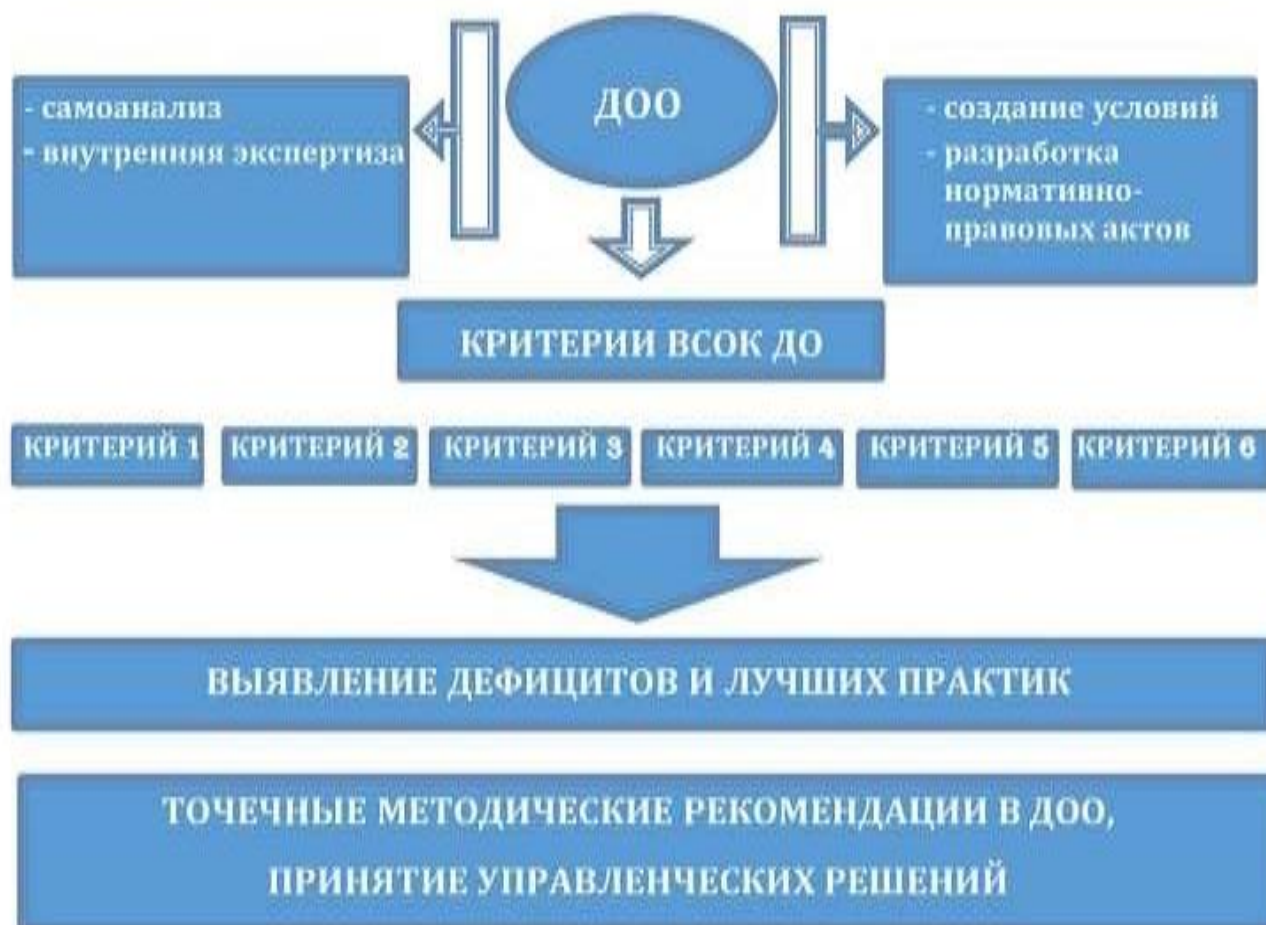 ДОО
- самоанализ
- внутренняя экспертиза
- создание условий
- разработка
нормативно-
правовых актов
КРИТЕРИИ ВСОК ДО
КРИТЕРИЙ 1
КРИТЕРИЙ 2
КРИТЕРИЙ 3
КРИТЕРИЙ 4
КРИТЕРИЙ 5
КРИТЕРИЙ 6
ВЫЯВЛЕНИЕ ДЕФИЦИТОВ И ЛУЧШИХ ПРАКТИК
ТОЧЕЧНЫЕ МЕТОДИЧЕСКИЕ РЕКОМЕНДАЦИИ В ДОО,
ПРИНЯТИЕ УПРАВЛЕНЧЕСКИХ РЕШЕНИЙ